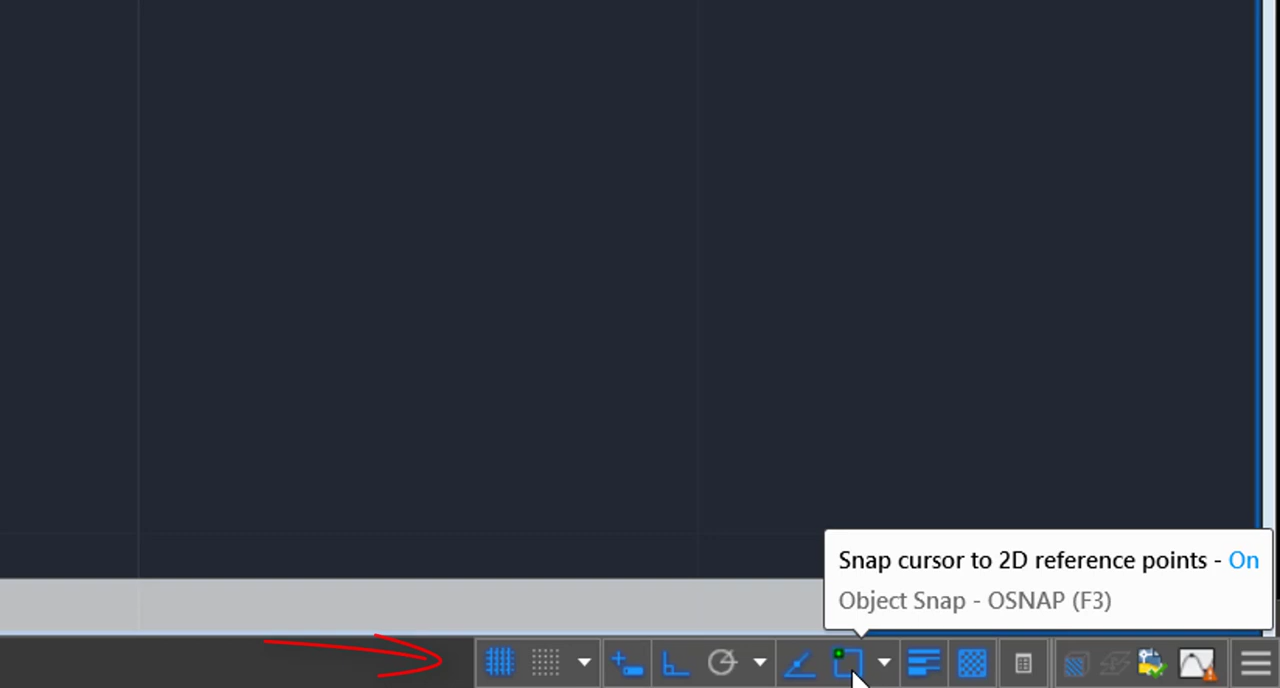 Snap cursor to 2D reference points - On
Object Snap - OSNAP (F3)